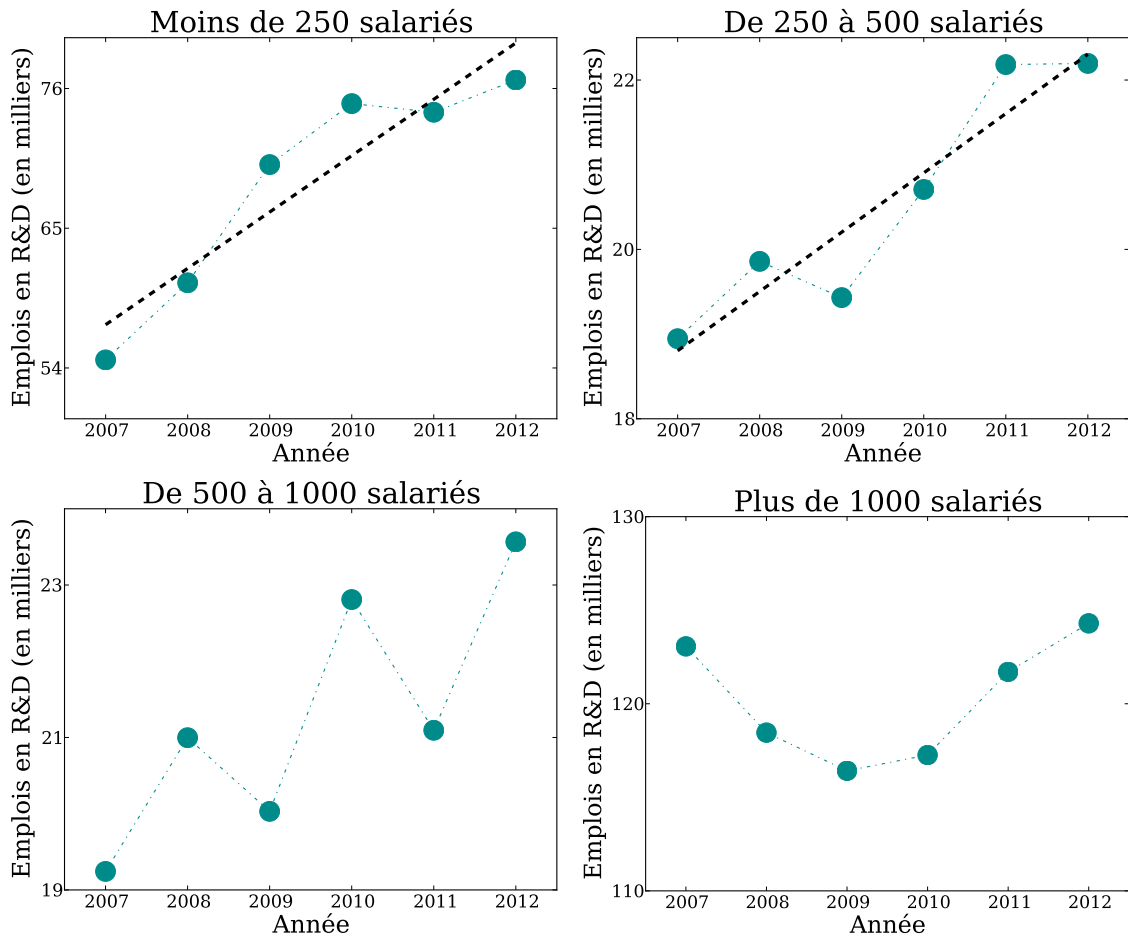 Moins de 250 salariés
Emplois en R&D (en milliers)
76
65
54
2007 2008 2009 2010 2011 2012
Année
De 250 à 500 salariés
Emplois en R&D (en milliers)
22
20
18
2007 2008 2009 2010 2011 2012
Année
De 500 à 1000 salariés
Emplois en R&D (en milliers)
23
21
19
2007 2008 2009 2010 2011 2012
Année
Plus de 1000 salariés
Emplois en R&D (en milliers)
130
120
110
2007 2008 2009 2010 2011 2012
Année